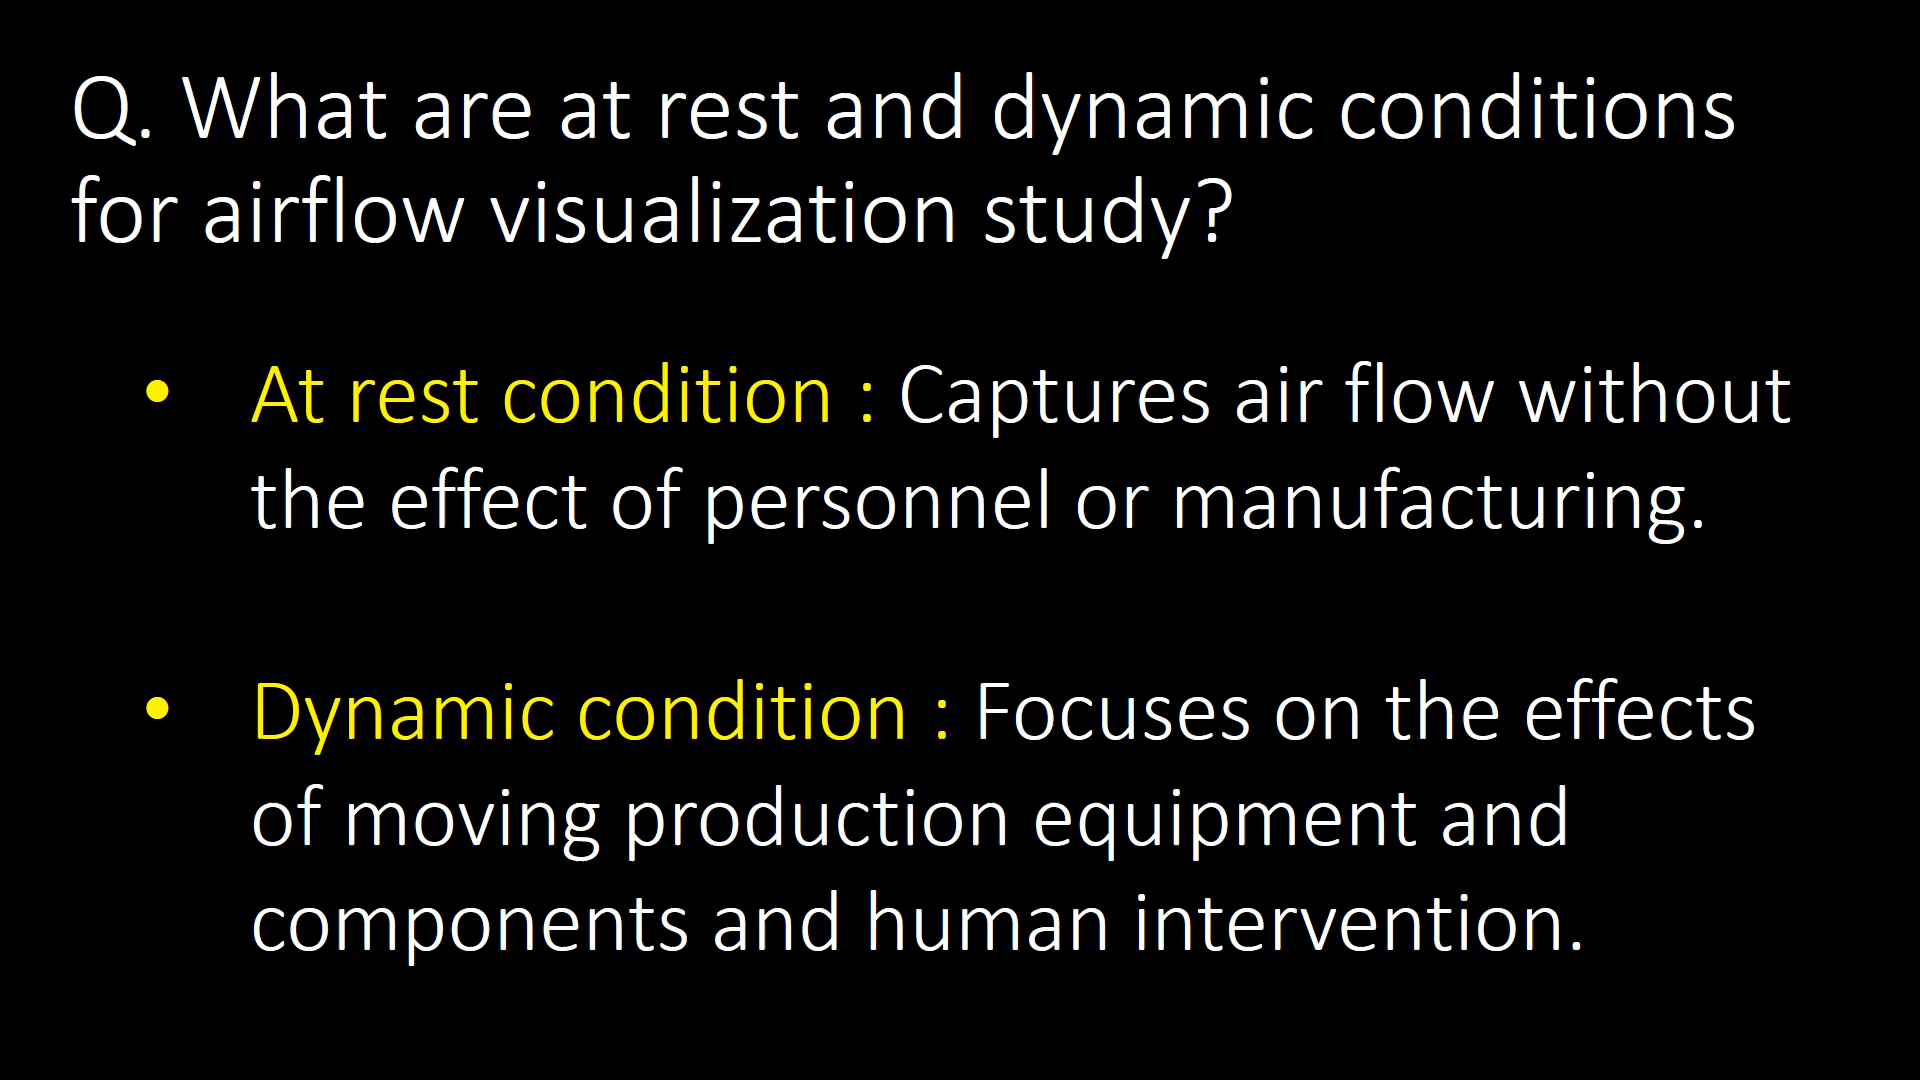 Q. What are at rest and dynamic conditions
for airflow visualization study?
• At rest condition : Captures air flow without
the effect of personnel or manufacturing.
• Dynamic condition : Focuses on the effects
of moving production equipment and
components and human intervention.